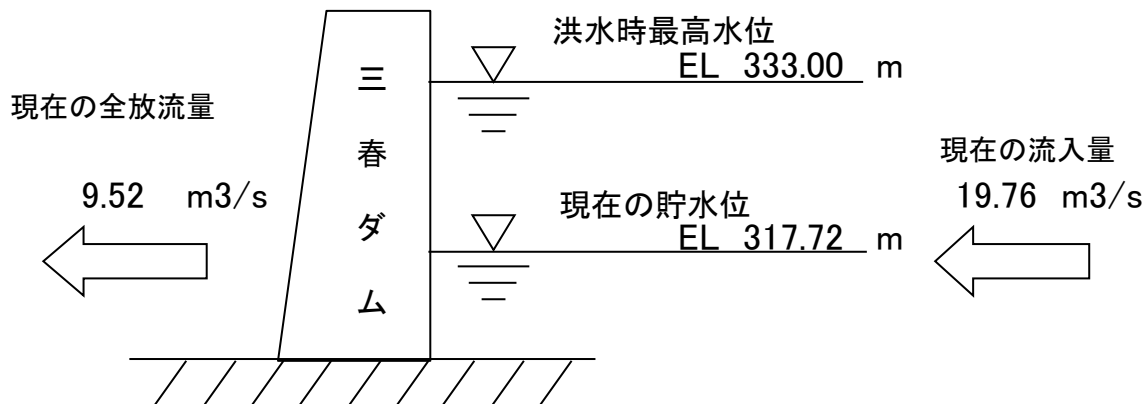 洪水時最高水位
EL 333.00 m
現在の全放流量
9.52 m3/s
三春ダム
現在の貯水位
EL 317.72 m
現在の流入量
19.76 m3/s